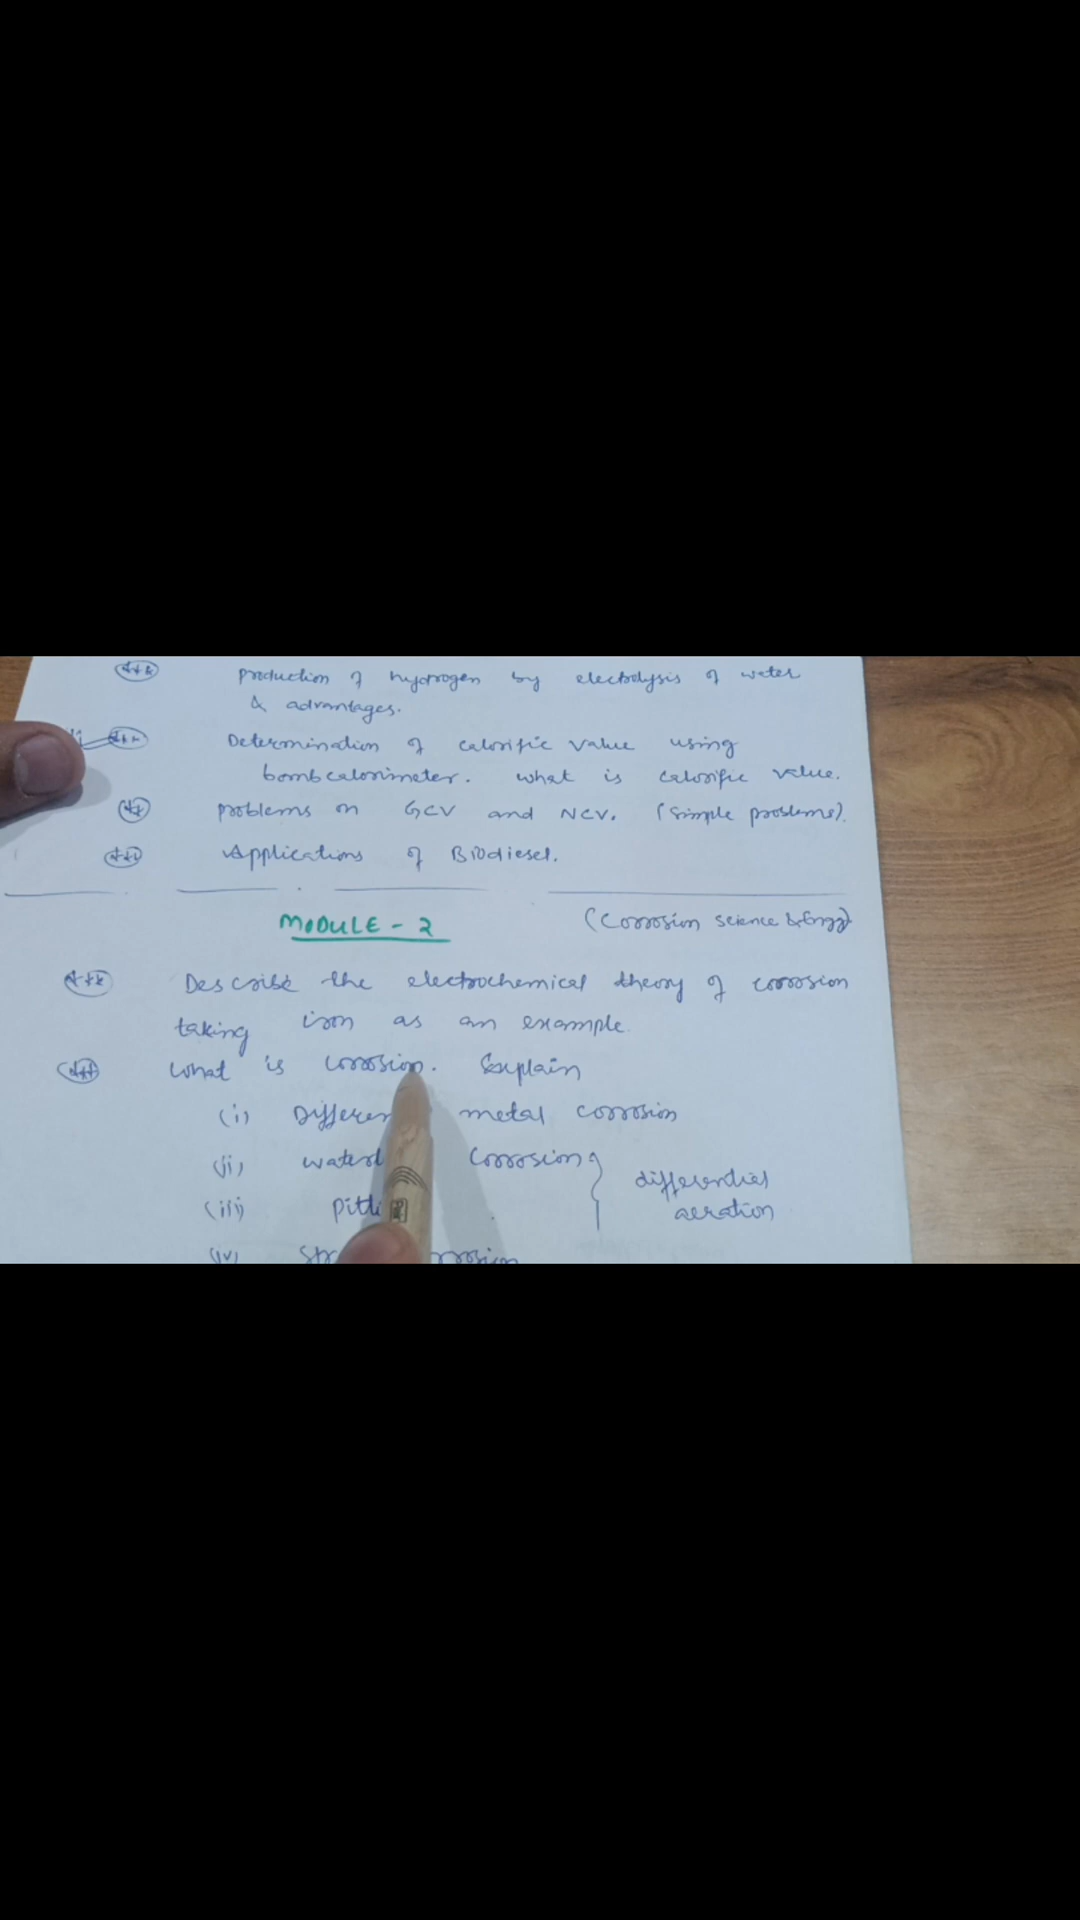 production of hydrogen by electrolysis of water
& advantages.
Determination of calorific value using
bomb calorimeter. What is calorific value.
problems on GCV and NCV. (Simple problems).
Applications of Biodiesel.
MODULE - 2 (Corrosion science & Engg)
Describe the electrochemical theory of corrosion
taking iron as an example.
What is corrosion. Explain
(i) metal corrosion
(ii) corrosion
differential
(iii)
aeration
(iv)